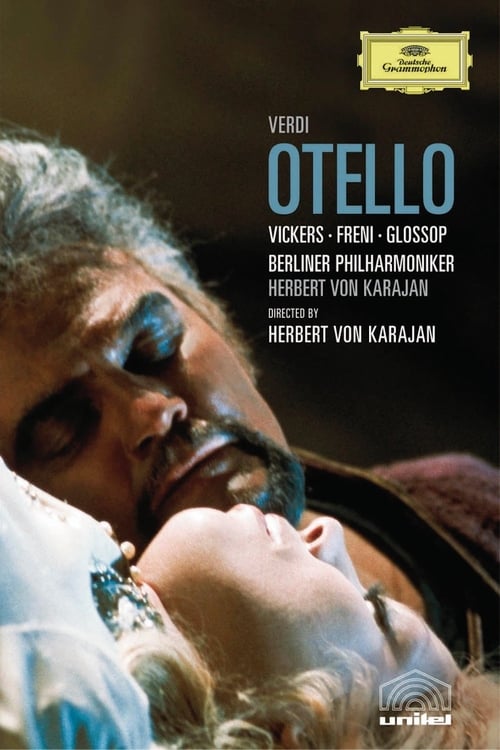 Deutsche
Grammophon
VERDI
OTELLO
VICKERS · FRENI · GLOSSOP
BERLINER PHILHARMONIKER
HERBERT VON KARAJAN
DIRECTED BY
HERBERT VON KARAJAN
unitel